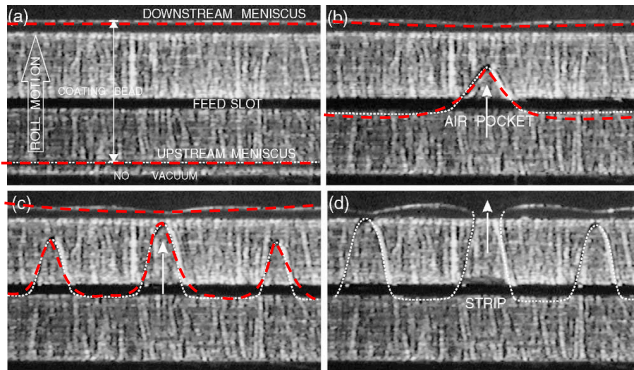 (a)
DOWNSTREAM MENISCUS
ROLL MOTION
COATING BEAD
FEED SLOT
UPSTREAM MENISCUS
NO VACUUM
(b)
AIR POCKET
(c)
(d)
STRIP